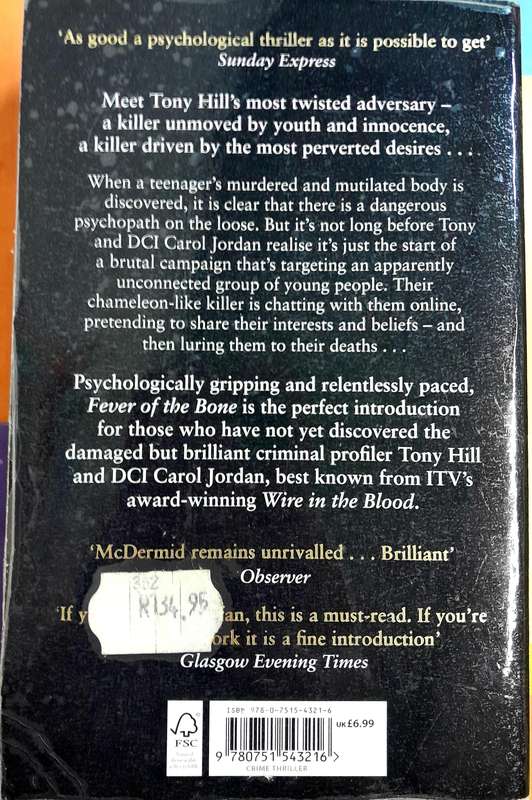 ‘As good a psychological thriller as it is possible to get’
Sunday Express
Meet Tony Hill’s most twisted adversary –
a killer unmoved by youth and innocence,
a killer driven by the most perverted desires . . . .
When a teenager’s murdered and mutilated body is
discovered, it is clear that there is a dangerous
psychopath on the loose. But it’s not long before Tony
and DCI Carol Jordan realise it’s just the start of
a brutal campaign that’s targeting an apparently
unconnected group of young people. Their
chameleon-like killer is chatting with them online,
pretending to share their interests and beliefs – and
then luring them to their deaths . . .
Psychologically gripping and relentlessly paced,
Fever of the Bone is the perfect introduction
for those who have not yet discovered the
damaged but brilliant criminal profiler Tony Hill
and DCI Carol Jordan, best known from ITV’s
award-winning Wire in the Blood.
‘McDermid remains unrivalled . . . Brilliant’
Observer
352
R134.95
‘If y an, this is a must-read. If you’re
ork it is a fine introduction’
Glasgow Evening Times
ISBN 978-0-7515-4321-6
FSC
UK £6.99
9 780751 543216 >
CRIME THRILLER